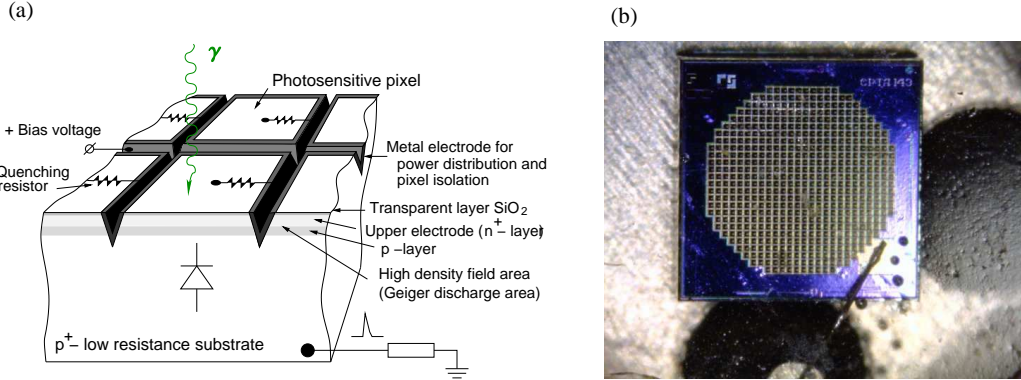 (a)
(b)
γ
Photosensitive pixel
+ Bias voltage
Quenching
resistor
Metal electrode for
power distribution and
pixel isolation
Transparent layer SiO₂
Upper electrode (n⁺– layer)
p –layer
High density field area
(Geiger discharge area)
p⁺– low resistance substrate